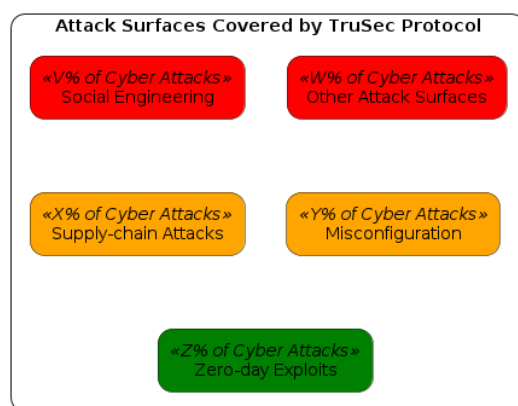 Attack Surfaces Covered by TruSec Protocol
«V% of Cyber Attacks»
Social Engineering
«W% of Cyber Attacks»
Other Attack Surfaces
«X% of Cyber Attacks»
Supply-chain Attacks
«Y% of Cyber Attacks»
Misconfiguration
«Z% of Cyber Attacks»
Zero-day Exploits